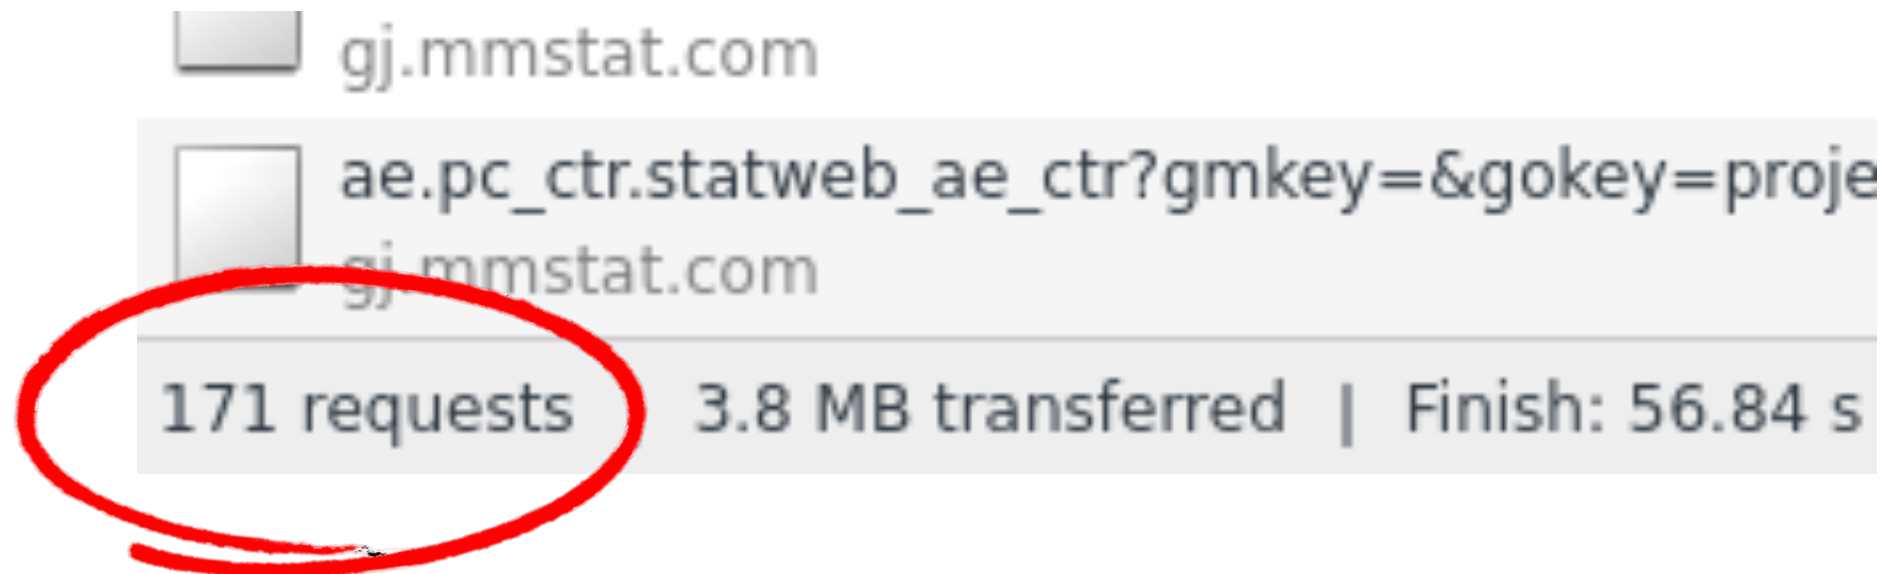 gj.mmstat.com
ae.pc_ctr.statweb_ae_ctr?gmkey=&gokey=proje
gj.mmstat.com
171 requests 3.8 MB transferred | Finish: 56.84 s